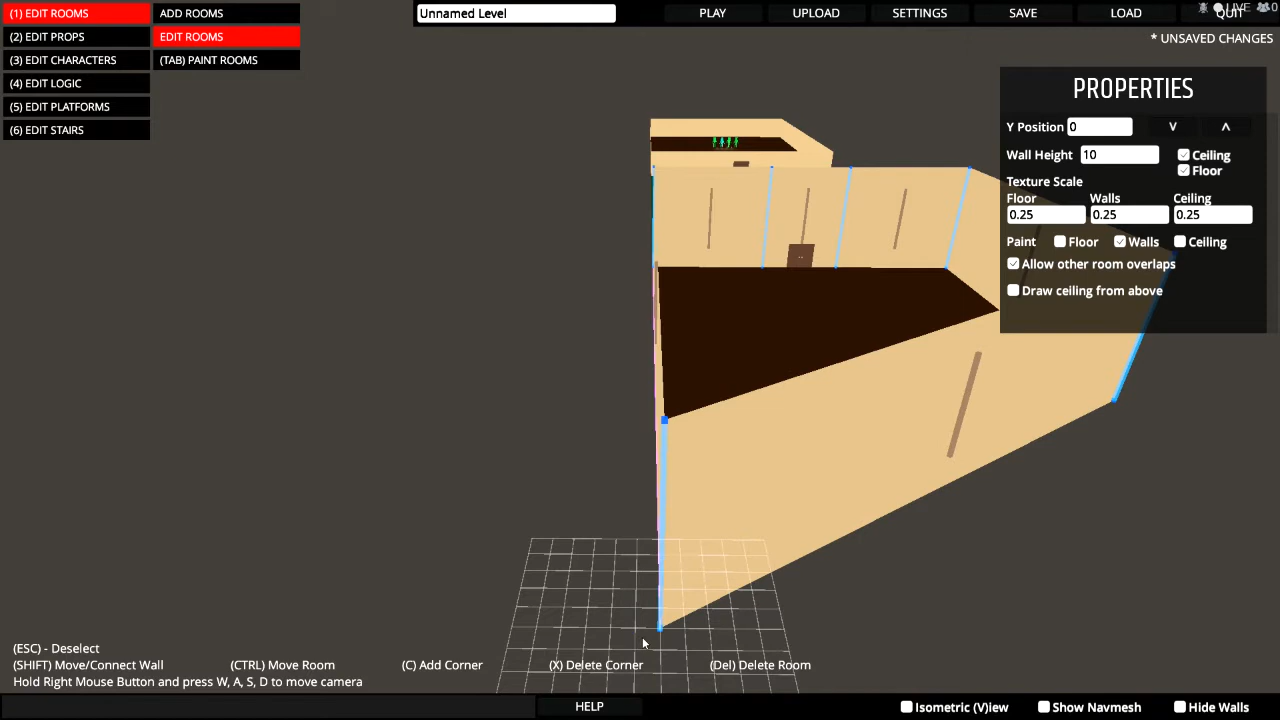 (1) EDIT ROOMS
ADD ROOMS
Unnamed Level
PLAY
UPLOAD
SETTINGS
SAVE
LOAD
QUIT
(2) EDIT PROPS
EDIT ROOMS
* UNSAVED CHANGES
(3) EDIT CHARACTERS
(TAB) PAINT ROOMS
(4) EDIT LOGIC
(5) EDIT PLATFORMS
(6) EDIT STAIRS
PROPERTIES
Y Position 0 V Λ
Wall Height 10
Ceiling
Floor
Texture Scale
Floor Walls Ceiling
0.25 0.25 0.25
Paint Floor Walls Ceiling
Allow other room overlaps
Draw ceiling from above
(ESC) - Deselect
(SHIFT) Move/Connect Wall
(CTRL) Move Room
(C) Add Corner
(X) Delete Corner
(Del) Delete Room
Hold Right Mouse Button and press W, A, S, D to move camera
HELP
Isometric (V)iew
Show Navmesh
Hide Walls